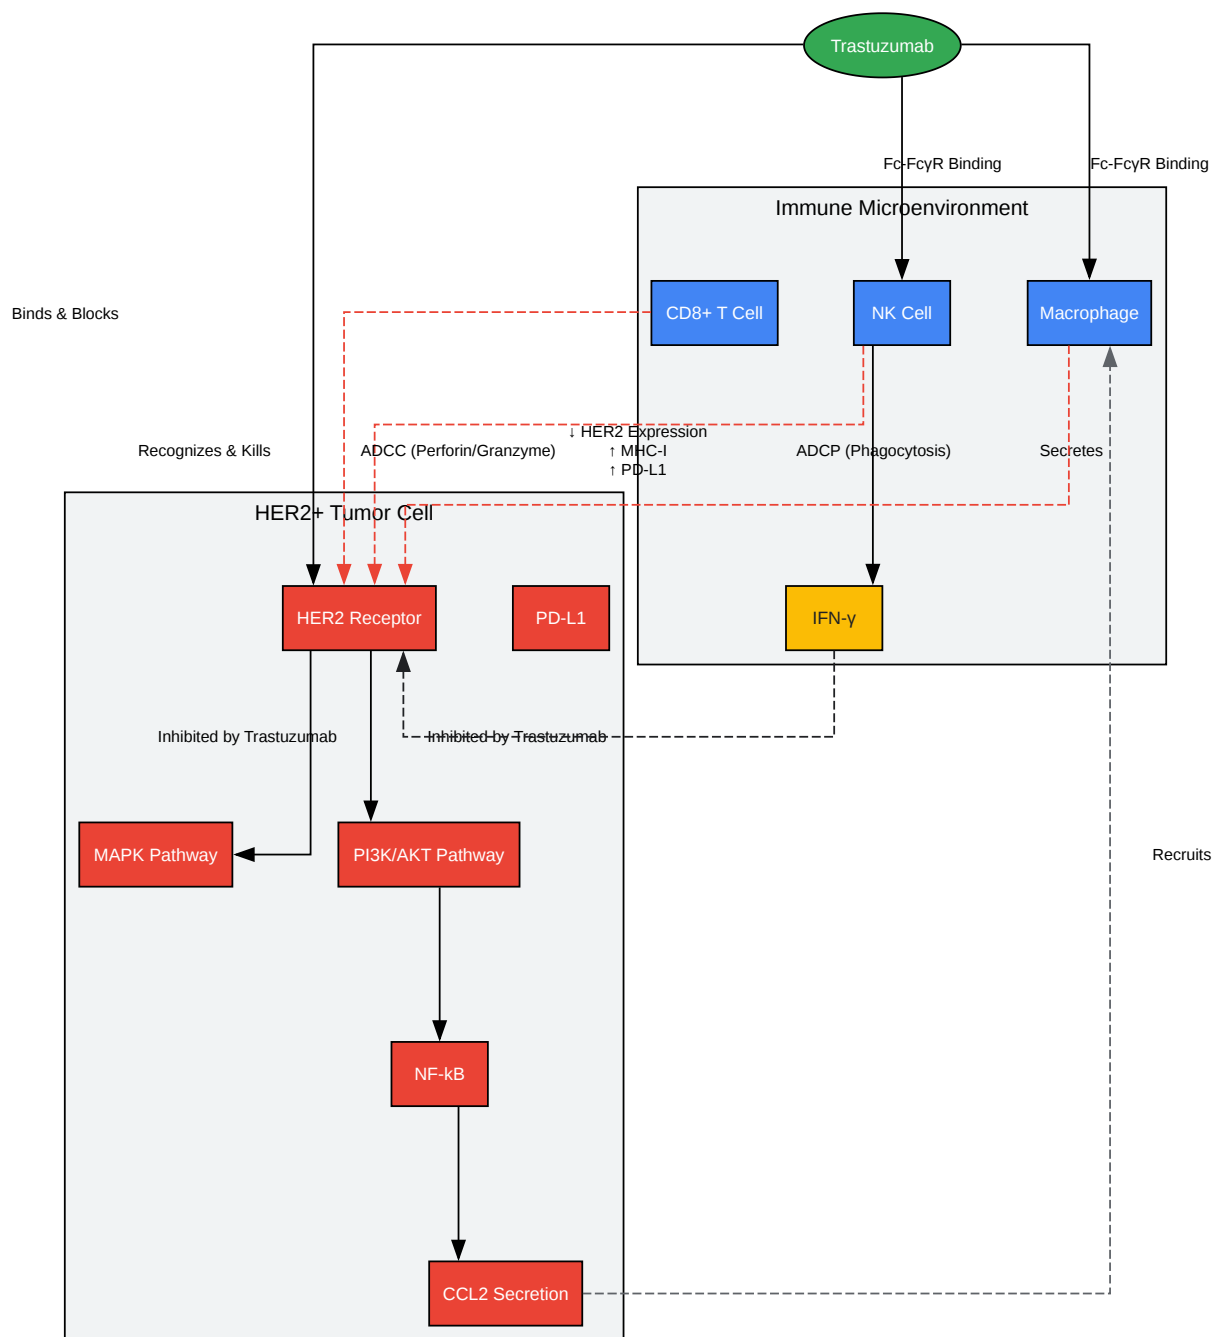 Trastuzumab
Fc-FcγR Binding
Fc-FcγR Binding
Immune Microenvironment
Binds & Blocks
CD8+ T Cell
NK Cell
Macrophage
Recognizes & Kills
ADCC (Perforin/Granzyme)
↓ HER2 Expression
↑ MHC-I
↑ PD-L1
ADCP (Phagocytosis)
Secretes
HER2+ Tumor Cell
HER2 Receptor
PD-L1
IFN-γ
Inhibited by Trastuzumab
Inhibited by Trastuzumab
MAPK Pathway
PI3K/AKT Pathway
Recruits
NF-kB
CCL2 Secretion